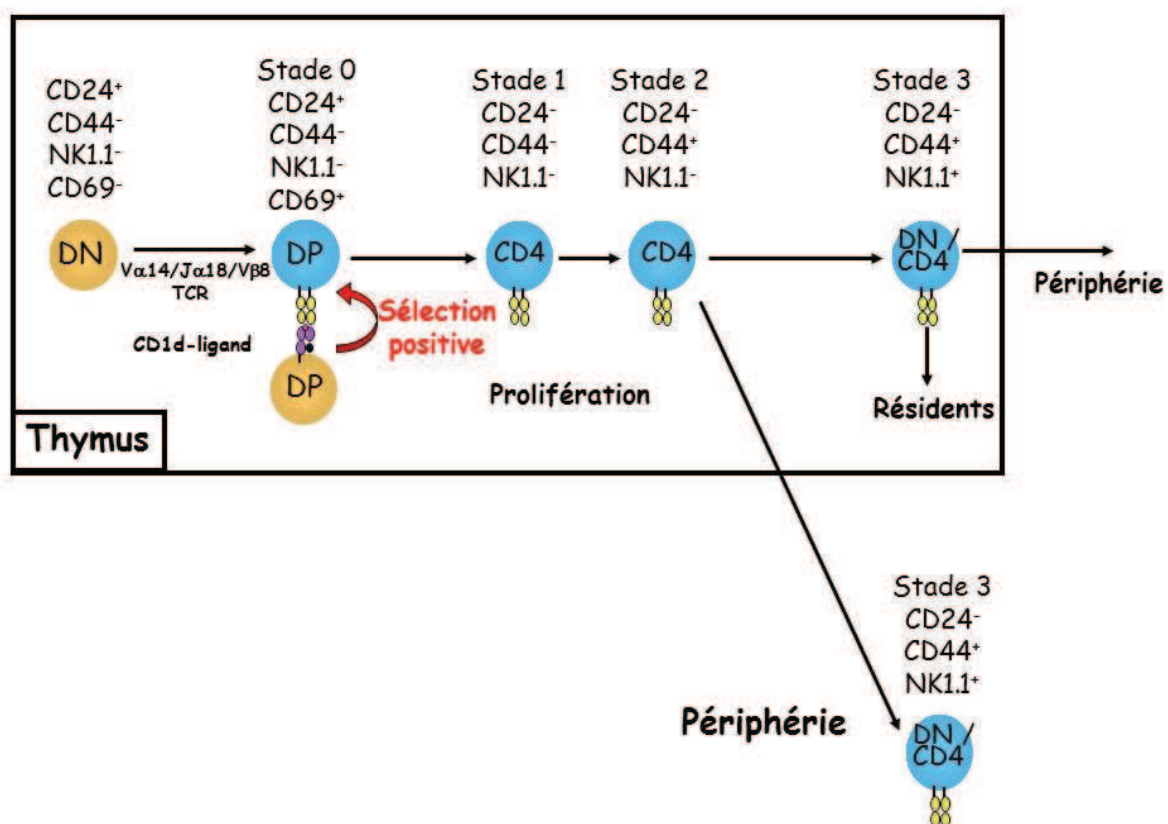 CD24⁺
CD44⁻
NK1.1⁻
CD69⁻
DN
Vα14/Jα18/Vβ8
TCR
Stade 0
CD24⁺
CD44⁻
NK1.1⁻
CD69⁺
DP
CD1d-ligand
DP
Sélection
positive
Stade 1
CD24⁻
CD44⁻
NK1.1⁻
CD4
Stade 2
CD24⁻
CD44⁺
NK1.1⁻
CD4
Prolifération
Stade 3
CD24⁻
CD44⁺
NK1.1⁺
DN /
CD4
Résidents
Périphérie
Thymus
Périphérie
Stade 3
CD24⁻
CD44⁺
NK1.1⁺
DN /
CD4